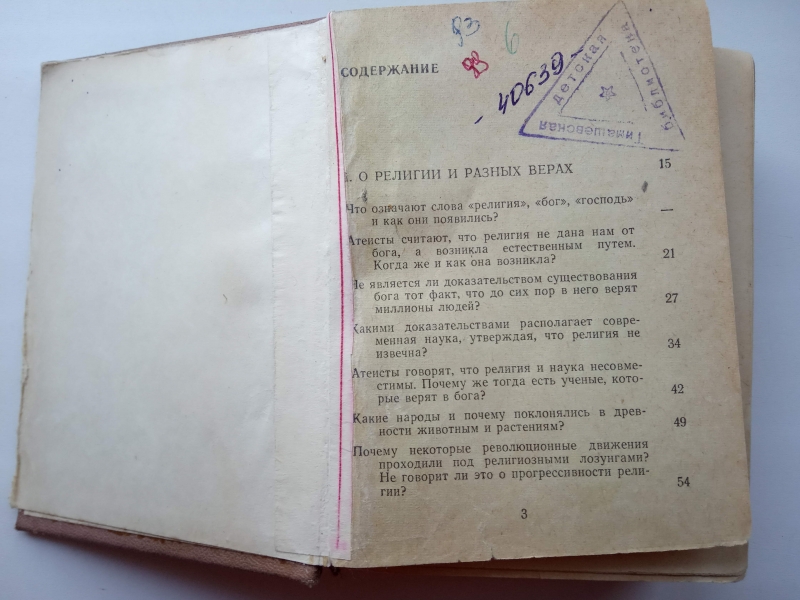 93
6
93
- 40639 -
детская
библиотека
Тимашевская
СОДЕРЖАНИЕ
1. О РЕЛИГИИ И РАЗНЫХ ВЕРАХ 15
Что означают слова «религия», «бог», «господь»
и как они появились? —
Атеисты считают, что религия не дана нам от
бога, а возникла естественным путем.
Когда же и как она возникла? 21
Не является ли доказательством существования
бога тот факт, что до сих пор в него верят
миллионы людей? 27
Какими доказательствами располагает совре-
менная наука, утверждая, что религия не
извечна? 34
Атеисты говорят, что религия и наука несовме-
стимы. Почему же тогда есть ученые, кото-
рые верят в бога? 42
Какие народы и почему поклонялись в древ-
ности животным и растениям? 49
Почему некоторые революционные движения
проходили под религиозными лозунгами?
Не говорит ли это о прогрессивности рели-
гии? 54
3